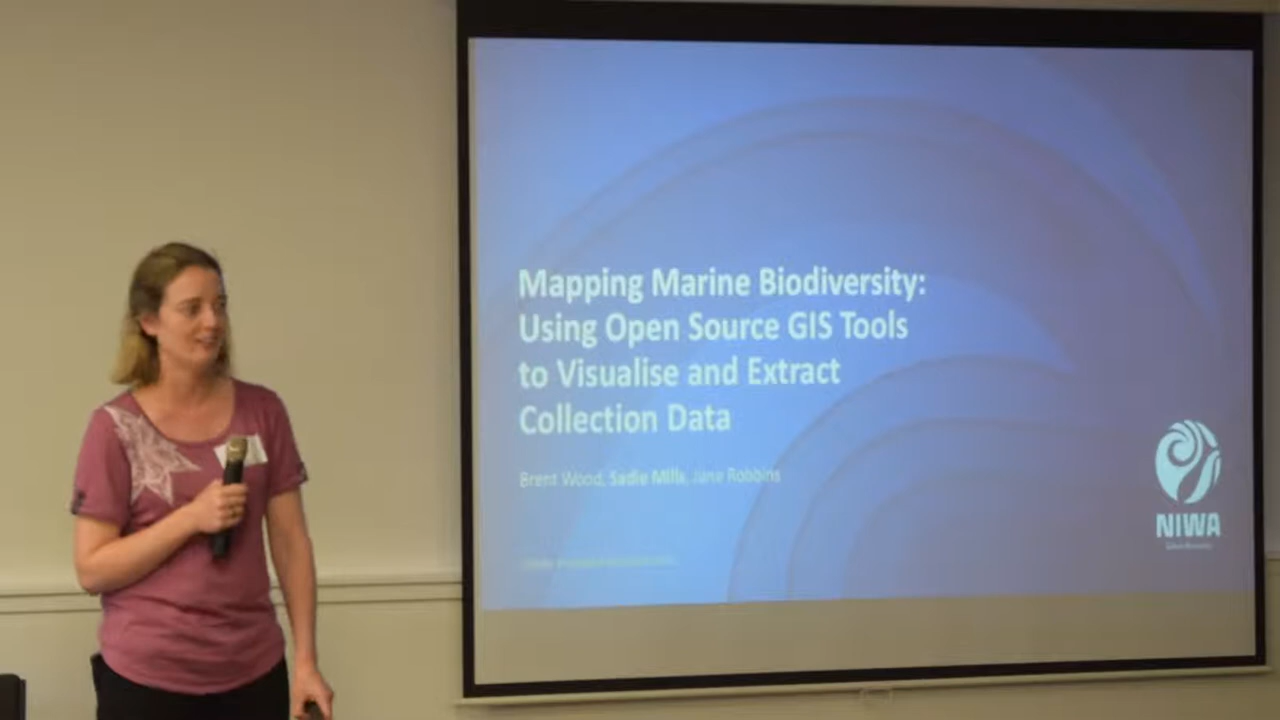 Mapping Marine Biodiversity:
Using Open Source GIS Tools
to Visualise and Extract
Collection Data
Brent Wood, Sadie Mills, Jane Robbins
NIWA